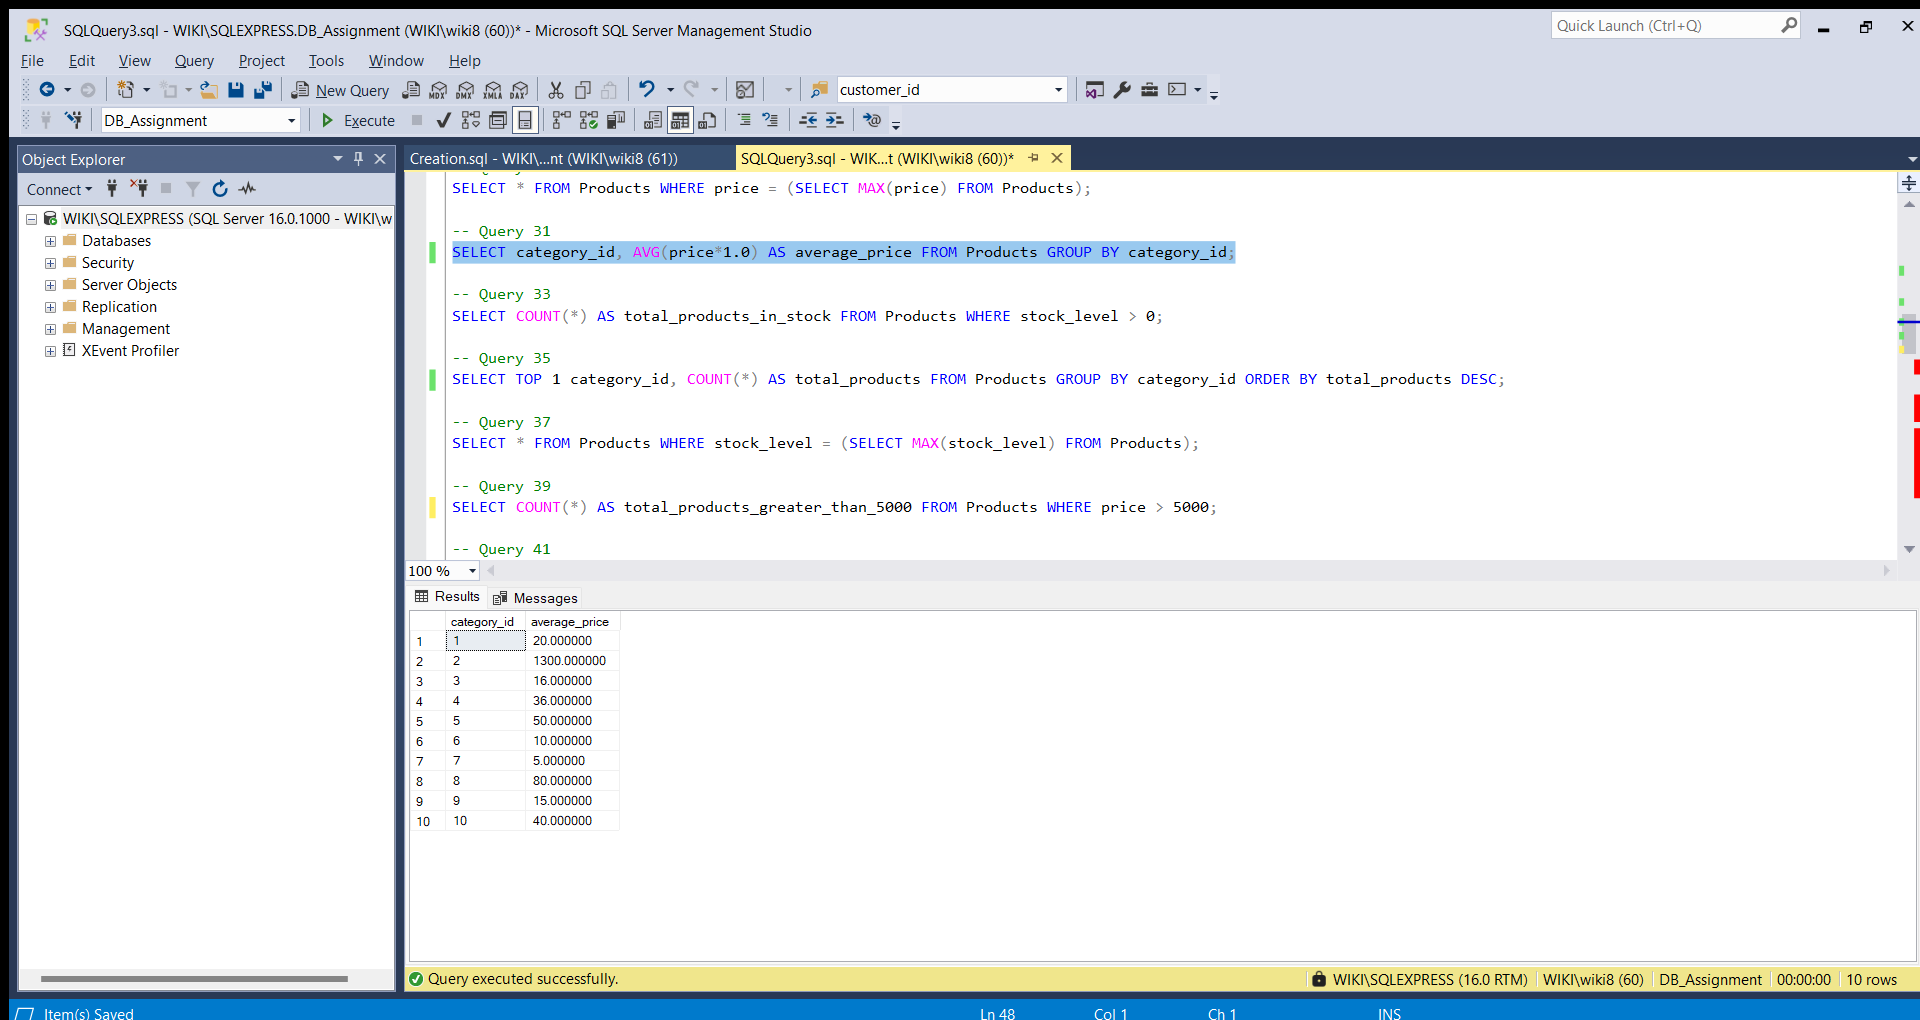 SQLQuery3.sql - WIKI\SQLEXPRESS.DB_Assignment (WIKI\wiki8 (60))* - Microsoft SQL Server Management Studio
Quick Launch (Ctrl+Q)
File Edit View Query Project Tools Window Help
New Query MDX DMX XMLA DAX customer_id
DB_Assignment Execute
Object Explorer
Creation.sql - WIKI\...nt (WIKI\wiki8 (61)) SQLQuery3.sql - WIK...t (WIKI\wiki8 (60))*
Connect
WIKI\SQLEXPRESS (SQL Server 16.0.1000 - WIKI\w
Databases
Security
Server Objects
Replication
Management
XEvent Profiler
SELECT * FROM Products WHERE price = (SELECT MAX(price) FROM Products);
-- Query 31
SELECT category_id, AVG(price*1.0) AS average_price FROM Products GROUP BY category_id;
-- Query 33
SELECT COUNT(*) AS total_products_in_stock FROM Products WHERE stock_level > 0;
-- Query 35
SELECT TOP 1 category_id, COUNT(*) AS total_products FROM Products GROUP BY category_id ORDER BY total_products DESC;
-- Query 37
SELECT * FROM Products WHERE stock_level = (SELECT MAX(stock_level) FROM Products);
-- Query 39
SELECT COUNT(*) AS total_products_greater_than_5000 FROM Products WHERE price > 5000;
-- Query 41
100 %
Results Messages
category_id average_price
1 1 20.000000
2 2 1300.000000
3 3 16.000000
4 4 36.000000
5 5 50.000000
6 6 10.000000
7 7 5.000000
8 8 80.000000
9 9 15.000000
10 10 40.000000
Query executed successfully. WIKI\SQLEXPRESS (16.0 RTM) WIKI\wiki8 (60) DB_Assignment 00:00:00 10 rows
Item(s) Saved Ln 48 Col 1 Ch 1 INS